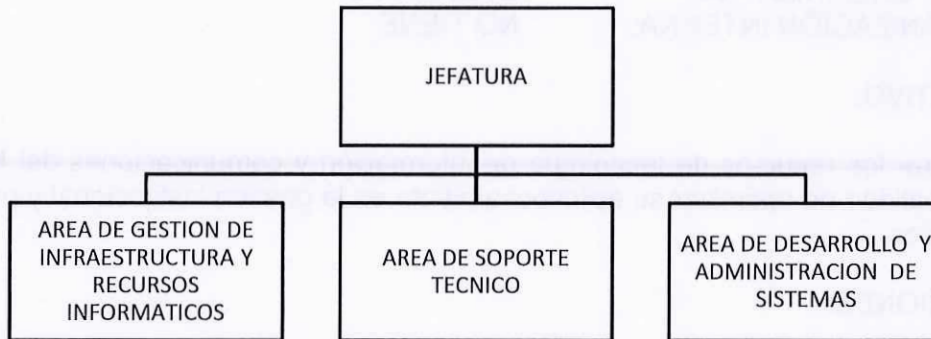 JEFATURA
AREA DE GESTION DE
INFRAESTRUCTURA Y
RECURSOS
INFORMATICOS
AREA DE SOPORTE
TECNICO
AREA DE DESARROLLO Y
ADMINISTRACION DE
SISTEMAS